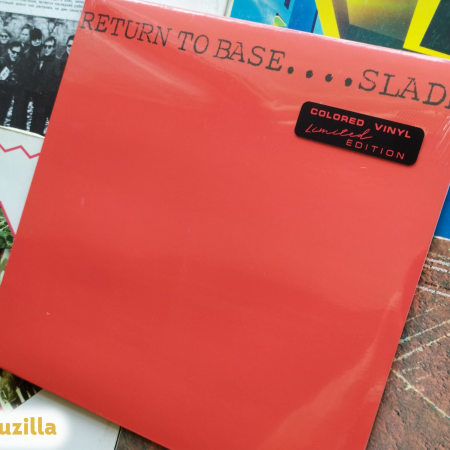 RETURN TO BASE.....SLAD
COLORED VINYL
Limited
EDITION
uzilla